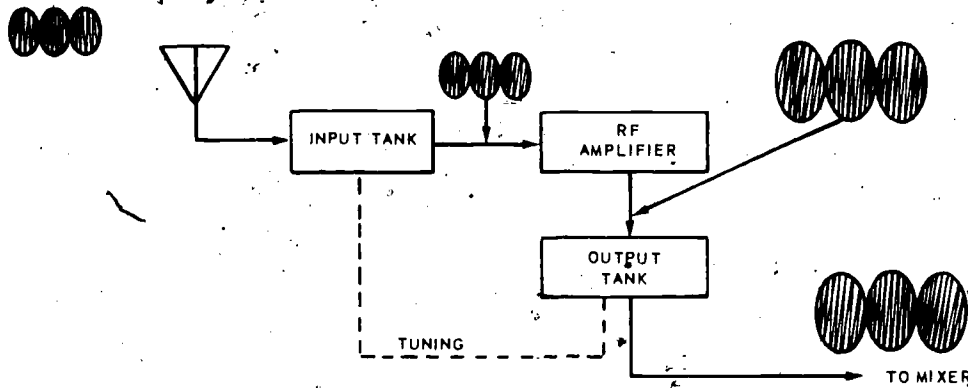 INPUT TANK
RF
AMPLIFIER
OUTPUT
TANK
TUNING
TO MIXER